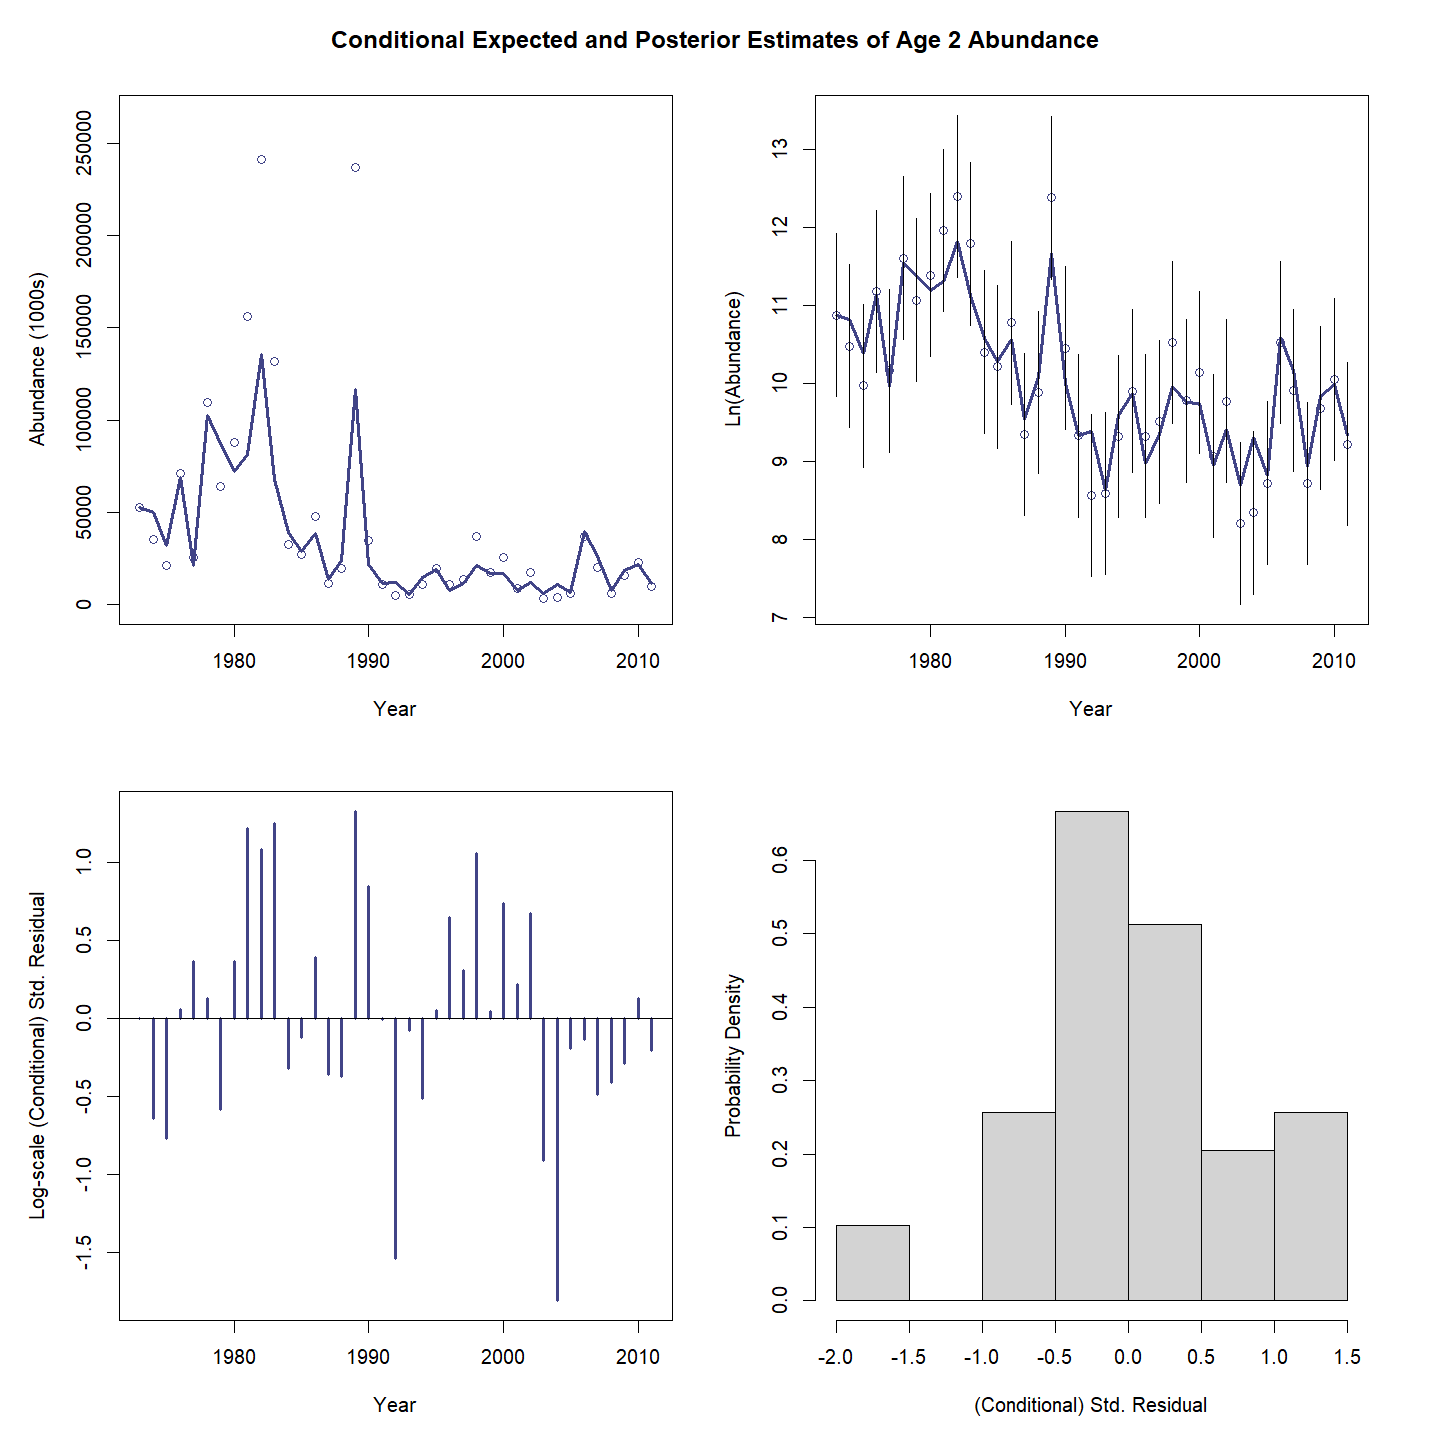 Conditional Expected and Posterior Estimates of Age 2 Abundance
Abundance (1000s)
250000
200000
150000
100000
50000
0
1980 1990 2000 2010
Year
Ln(Abundance)
13
12
11
10
9
8
7
1980 1990 2000 2010
Year
Log-scale (Conditional) Std. Residual
1.0
0.5
0.0
-0.5
-1.0
-1.5
1980 1990 2000 2010
Year
Probability Density
0.6
0.5
0.4
0.3
0.2
0.1
0.0
-2.0 -1.5 -1.0 -0.5 0.0 0.5 1.0 1.5
(Conditional) Std. Residual